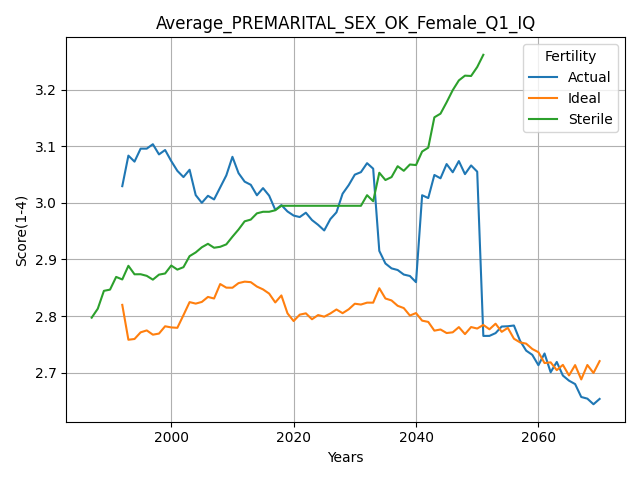 Average_PREMARITAL_SEX_OK_Female_Q1_IQ
Score(1-4)
3.2
3.1
3.0
2.9
2.8
2.7
Fertility
Actual
Ideal
Sterile
2000 2020 2040 2060
Years